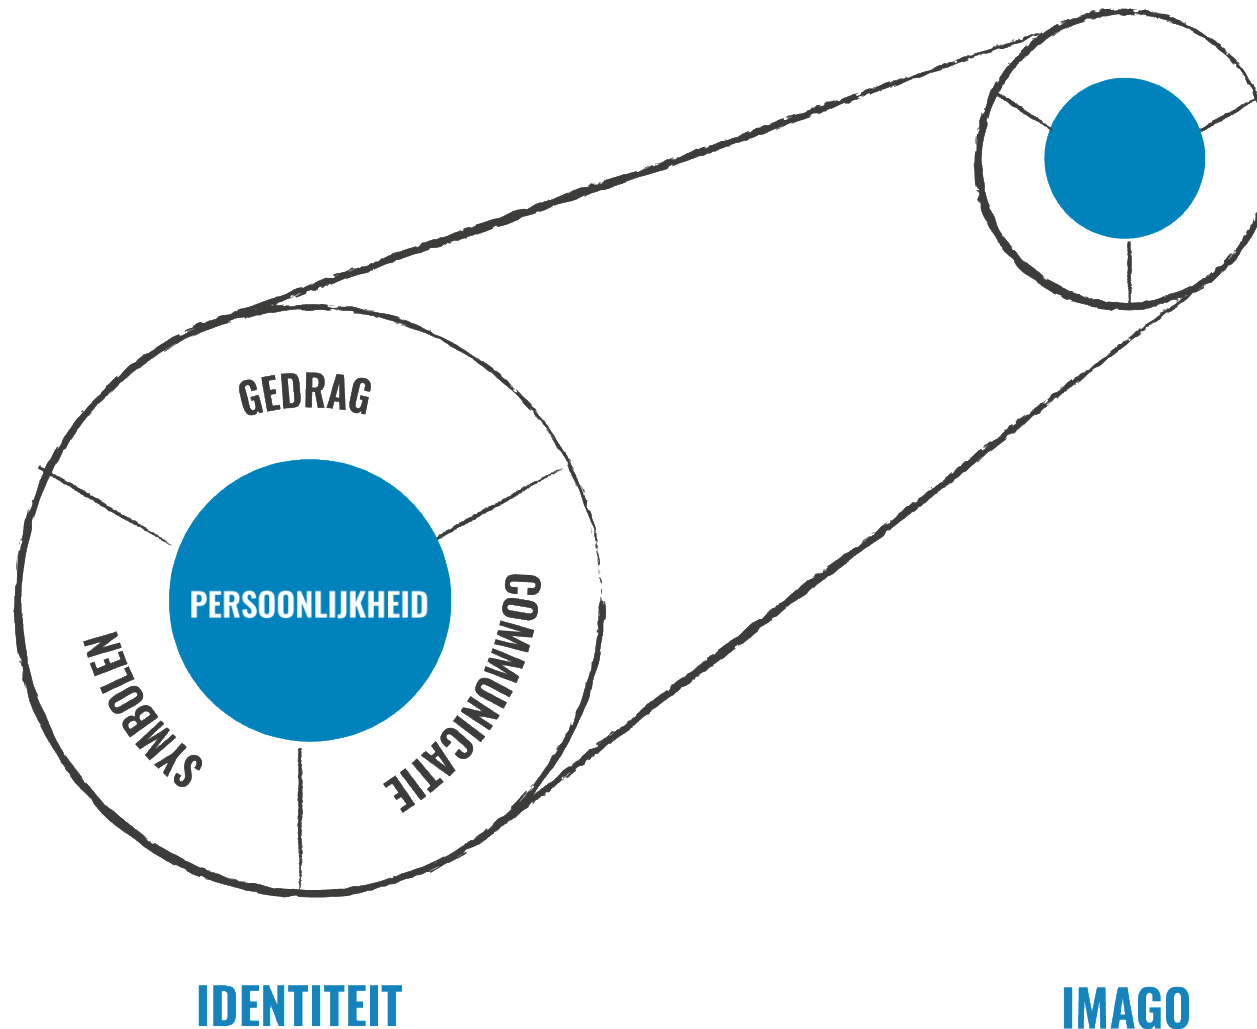 GEDRAG
PERSOONLIJKHEID
COMMUNICATIE
SYMBOLEN
IDENTITEIT
IMAGO